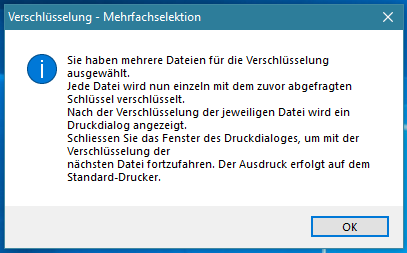 Verschlüsselung - Mehrfachselektion
Sie haben mehrere Dateien für die Verschlüsselung
ausgewählt.
Jede Datei wird nun einzeln mit dem zuvor abgefragten
Schlüssel verschlüsselt.
Nach der Verschlüsselung der jeweiligen Datei wird ein
Druckdialog angezeigt.
Schliessen Sie das Fenster des Druckdialoges, um mit der
Verschlüsselung der
nächsten Datei fortzufahren. Der Ausdruck erfolgt auf dem
Standard-Drucker.
OK